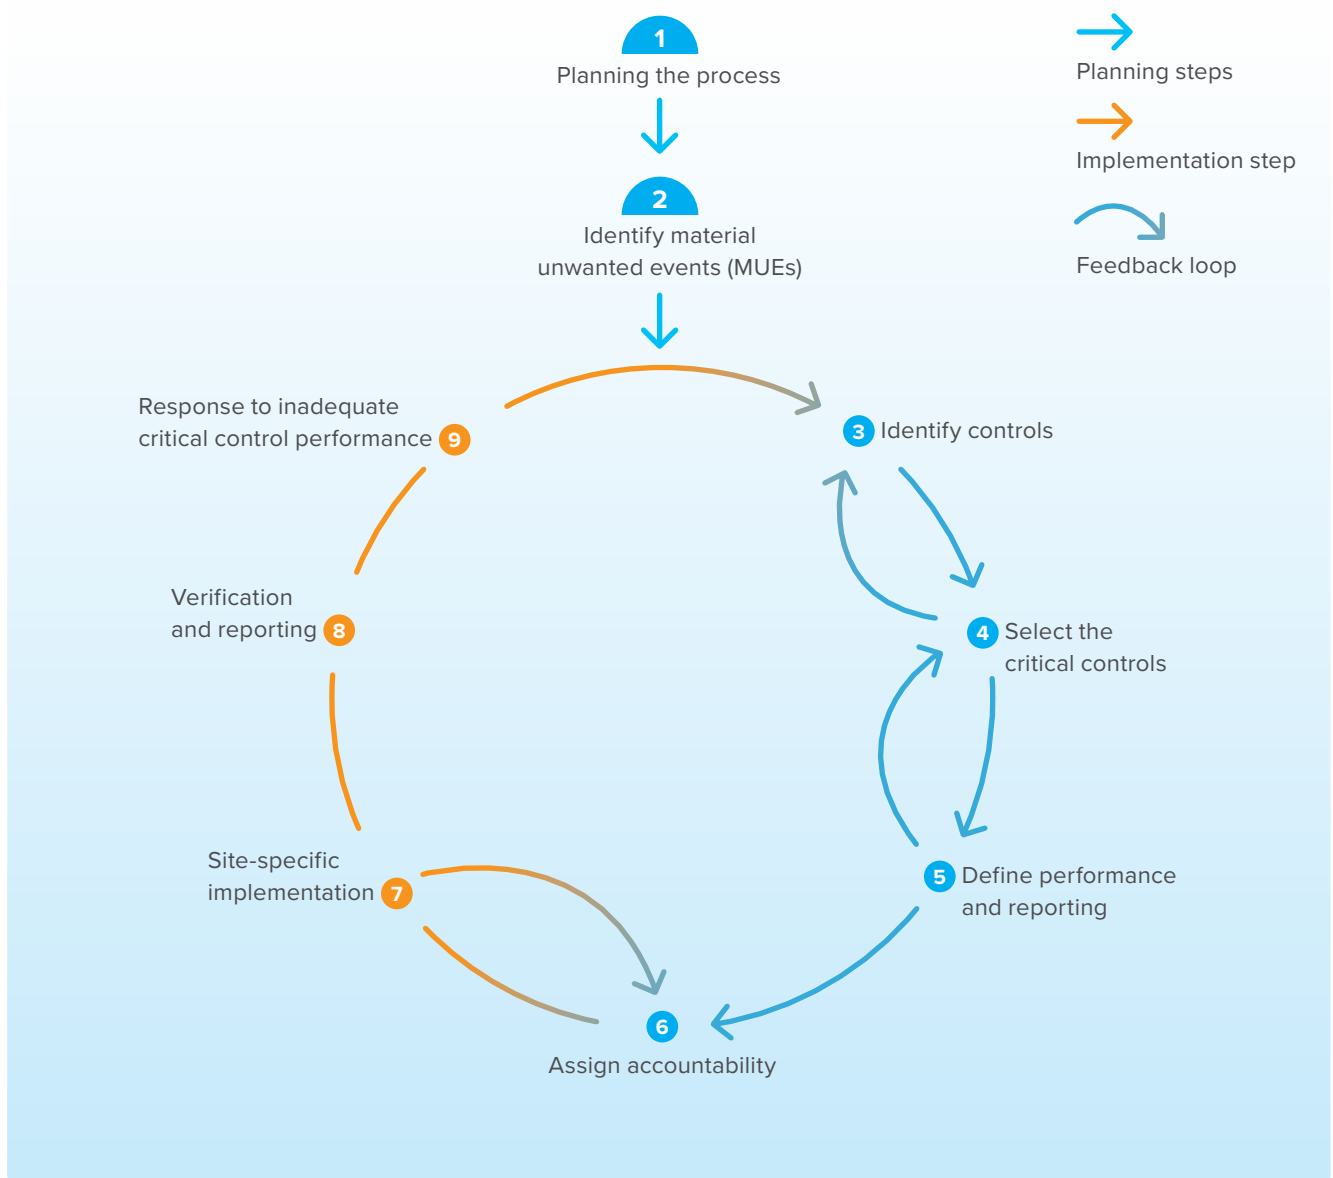 1
Planning the process
2
Identify material
unwanted events (MUEs)
Planning steps
Implementation step
Feedback loop
3 Identify controls
4 Select the
critical controls
5 Define performance
and reporting
6
Assign accountability
Site-specific
implementation 7
Verification
and reporting 8
Response to inadequate
critical control performance 9